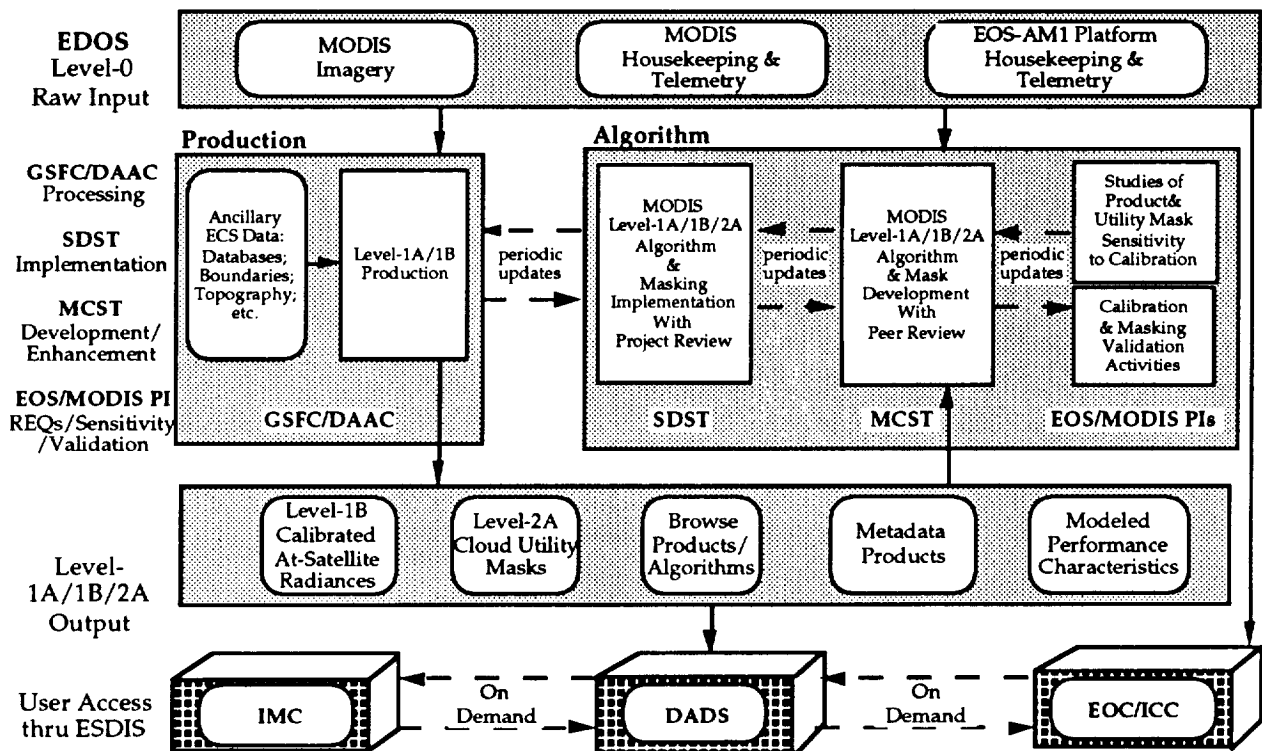 EDOS
Level-0
Raw Input
MODIS
Imagery
MODIS
Housekeeping &
Telemetry
EOS-AM1 Platform
Housekeeping &
Telemetry
Production
Algorithm
GSFC/DAAC
Processing
SDST
Implementation
MCST
Development/
Enhancement
EOS/MODIS PI
REQs/Sensitivity
/Validation
Ancillary
ECS Data:
Databases;
Boundaries;
Topography;
etc.
Level-1A/1B
Production
GSFC/DAAC
periodic
updates
MODIS
Level-1A/1B/2A
Algorithm
&
Masking
Implementation
With
Project Review
SDST
periodic
updates
MODIS
Level-1A/1B/2A
Algorithm
& Mask
Development
With
Peer Review
MCST
periodic
updates
Studies of
Product&
Utility Mask
Sensitivity
to Calibration
Calibration
& Masking
Validation
Activities
EOS/MODIS PIs
Level-
1A/1B/2A
Output
Level-1B
Calibrated
At-Satellite
Radiances
Level-2A
Cloud Utility
Masks
Browse
Products/
Algorithms
Metadata
Products
Modeled
Performance
Characteristics
User Access
thru ESDIS
IMC
On
Demand
DADS
On
Demand
EOC/ICC